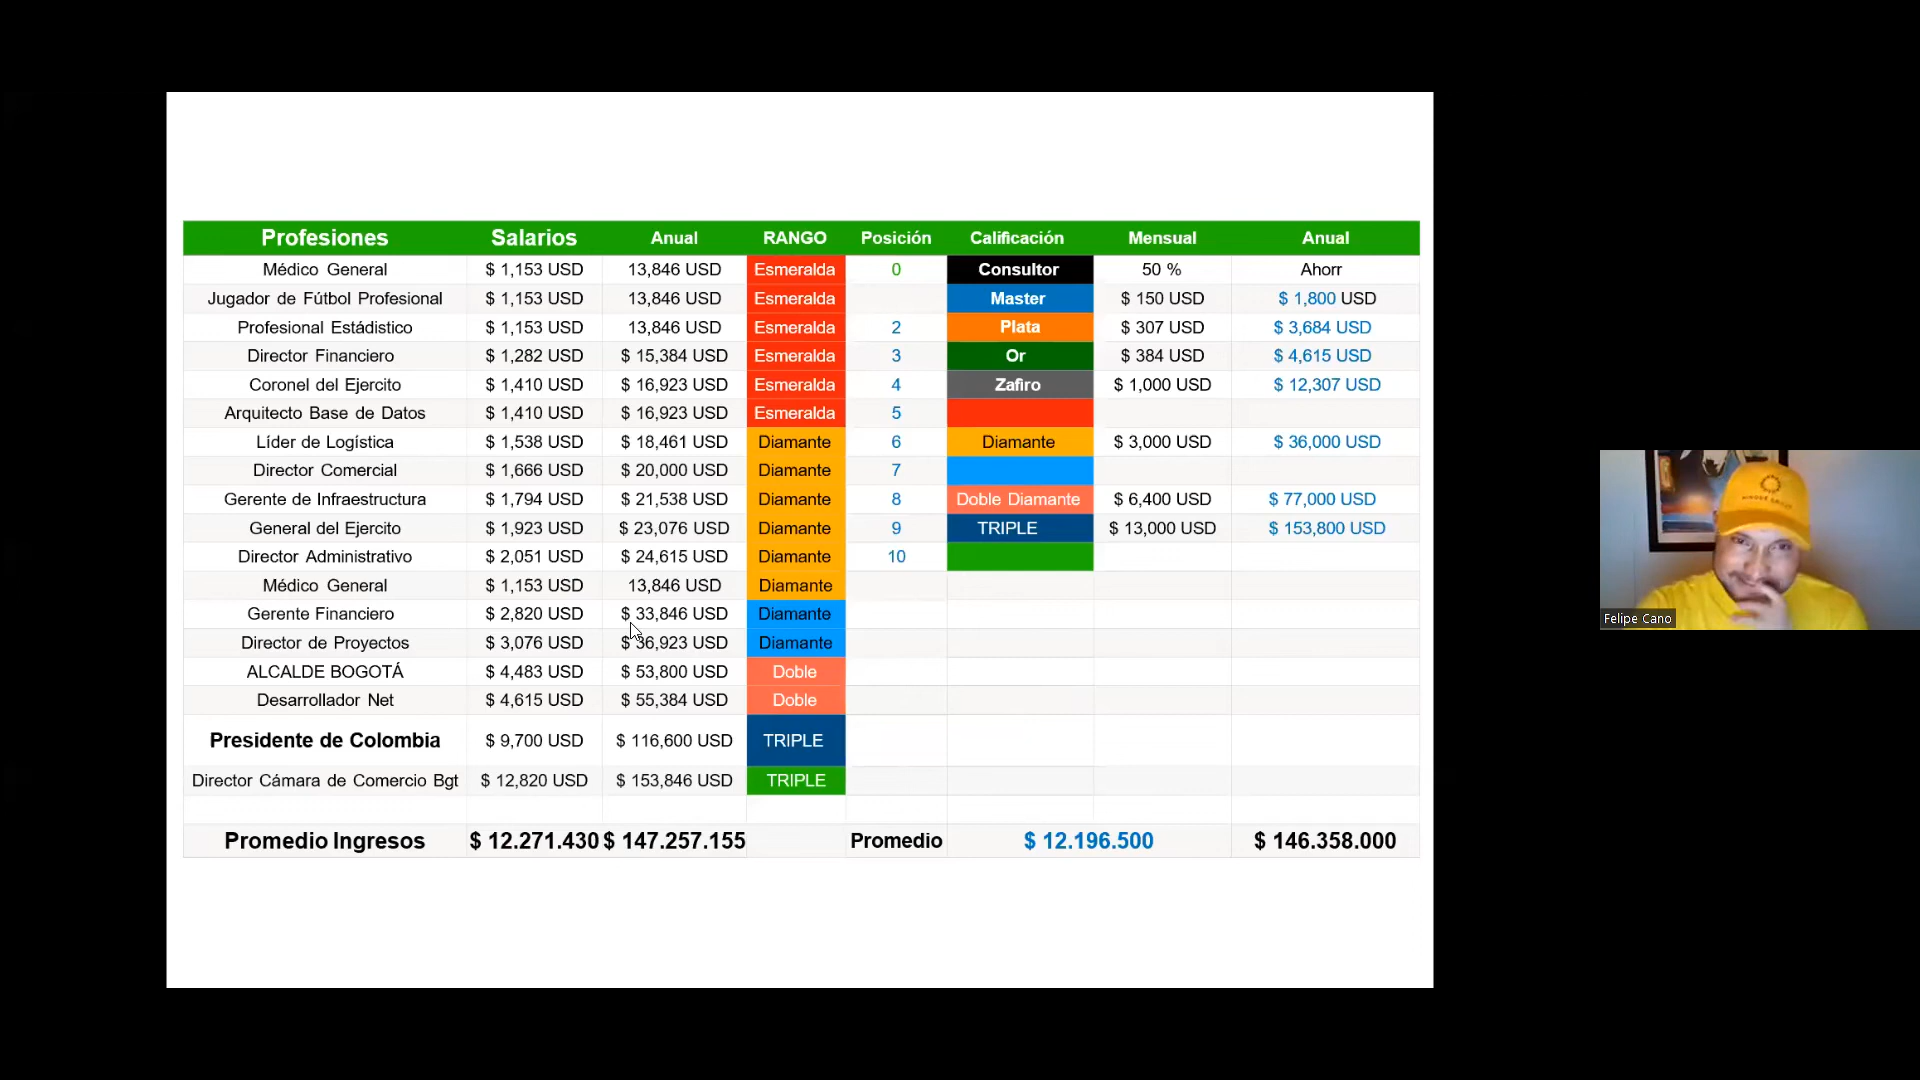 Profesiones Salarios Anual RANGO Posición Calificación Mensual Anual
Médico General $ 1,153 USD 13,846 USD Esmeralda 0 Consultor 50 % Ahorr
Jugador de Fútbol Profesional $ 1,153 USD 13,846 USD Esmeralda Master $ 150 USD $ 1,800 USD
Profesional Estádistico $ 1,153 USD 13,846 USD Esmeralda 2 Plata $ 307 USD $ 3,684 USD
Director Financiero $ 1,282 USD $ 15,384 USD Esmeralda 3 Or $ 384 USD $ 4,615 USD
Coronel del Ejercito $ 1,410 USD $ 16,923 USD Esmeralda 4 Zafiro $ 1,000 USD $ 12,307 USD
Arquitecto Base de Datos $ 1,410 USD $ 16,923 USD Esmeralda 5
Líder de Logística $ 1,538 USD $ 18,461 USD Diamante 6 Diamante $ 3,000 USD $ 36,000 USD
Director Comercial $ 1,666 USD $ 20,000 USD Diamante 7
Gerente de Infraestructura $ 1,794 USD $ 21,538 USD Diamante 8 Doble Diamante $ 6,400 USD $ 77,000 USD
General del Ejercito $ 1,923 USD $ 23,076 USD Diamante 9 TRIPLE $ 13,000 USD $ 153,800 USD
Director Administrativo $ 2,051 USD $ 24,615 USD Diamante 10
Médico General $ 1,153 USD 13,846 USD Diamante
Gerente Financiero $ 2,820 USD $ 33,846 USD Diamante
Director de Proyectos $ 3,076 USD $ 36,923 USD Diamante
ALCALDE BOGOTÁ $ 4,483 USD $ 53,800 USD Doble
Desarrollador Net $ 4,615 USD $ 55,384 USD Doble
Presidente de Colombia $ 9,700 USD $ 116,600 USD TRIPLE
Director Cámara de Comercio Bgt $ 12,820 USD $ 153,846 USD TRIPLE
Promedio Ingresos $ 12.271.430 $ 147.257.155 Promedio $ 12.196.500 $ 146.358.000
Felipe Cano